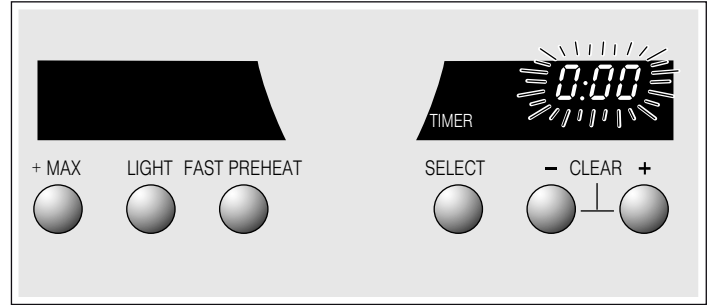 0:00
TIMER
+ MAX LIGHT FAST PREHEAT SELECT − CLEAR +